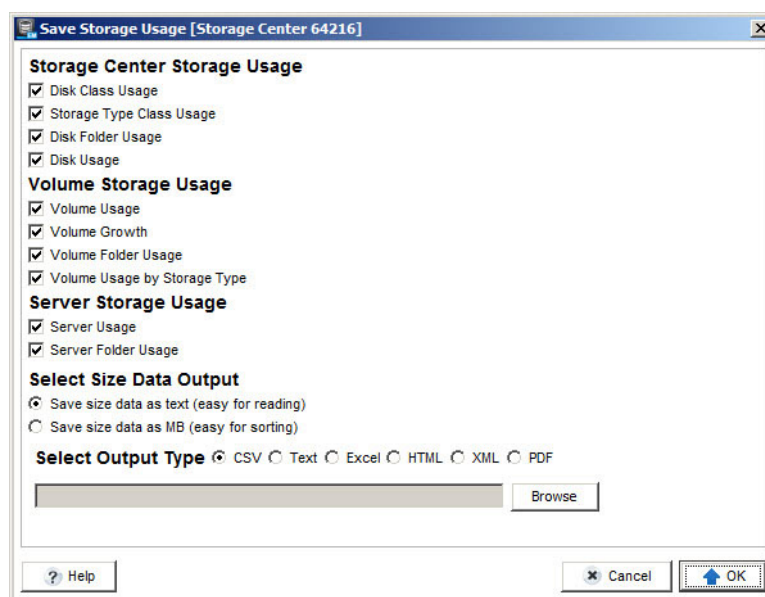 Save Storage Usage [Storage Center 64216]
Storage Center Storage Usage
Disk Class Usage
Storage Type Class Usage
Disk Folder Usage
Disk Usage
Volume Storage Usage
Volume Usage
Volume Growth
Volume Folder Usage
Volume Usage by Storage Type
Server Storage Usage
Server Usage
Server Folder Usage
Select Size Data Output
Save size data as text (easy for reading)
Save size data as MB (easy for sorting)
Select Output Type CSV Text Excel HTML XML PDF
Browse
? Help Cancel OK